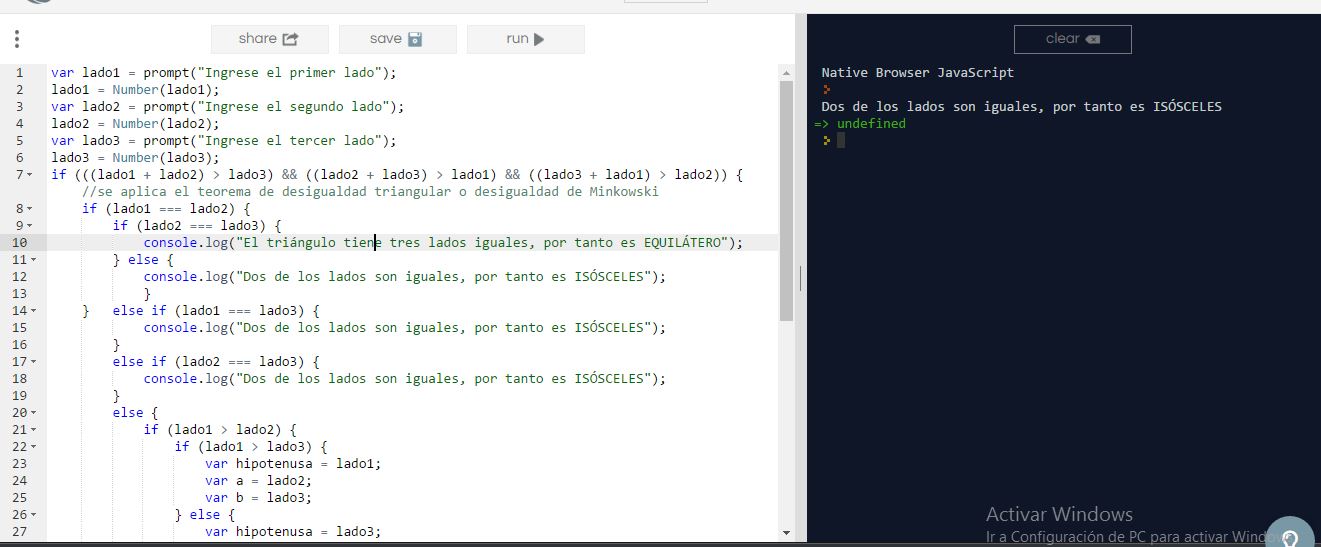 share save run
1 var lado1 = prompt("Ingrese el primer lado");
2 lado1 = Number(lado1);
3 var lado2 = prompt("Ingrese el segundo lado");
4 lado2 = Number(lado2);
5 var lado3 = prompt("Ingrese el tercer lado");
6 lado3 = Number(lado3);
7 if (((lado1 + lado2) > lado3) && ((lado2 + lado3) > lado1) && ((lado3 + lado1) > lado2)) {
//se aplica el teorema de desigualdad triangular o desigualdad de Minkowski
8 if (lado1 === lado2) {
9 if (lado2 === lado3) {
10 console.log("El triángulo tiene tres lados iguales, por tanto es EQUILÁTERO");
11 } else {
12 console.log("Dos de los lados son iguales, por tanto es ISÓSCELES");
13 }
14 } else if (lado1 === lado3) {
15 console.log("Dos de los lados son iguales, por tanto es ISÓSCELES");
16 }
17 else if (lado2 === lado3) {
18 console.log("Dos de los lados son iguales, por tanto es ISÓSCELES");
19 }
20 else {
21 if (lado1 > lado2) {
22 if (lado1 > lado3) {
23 var hipotenusa = lado1;
24 var a = lado2;
25 var b = lado3;
26 } else {
27 var hipotenusa = lado3;
clear
Native Browser JavaScript
Dos de los lados son iguales, por tanto es ISÓSCELES
=> undefined
Activar Windows
Ir a Configuración de PC para activar Windows.